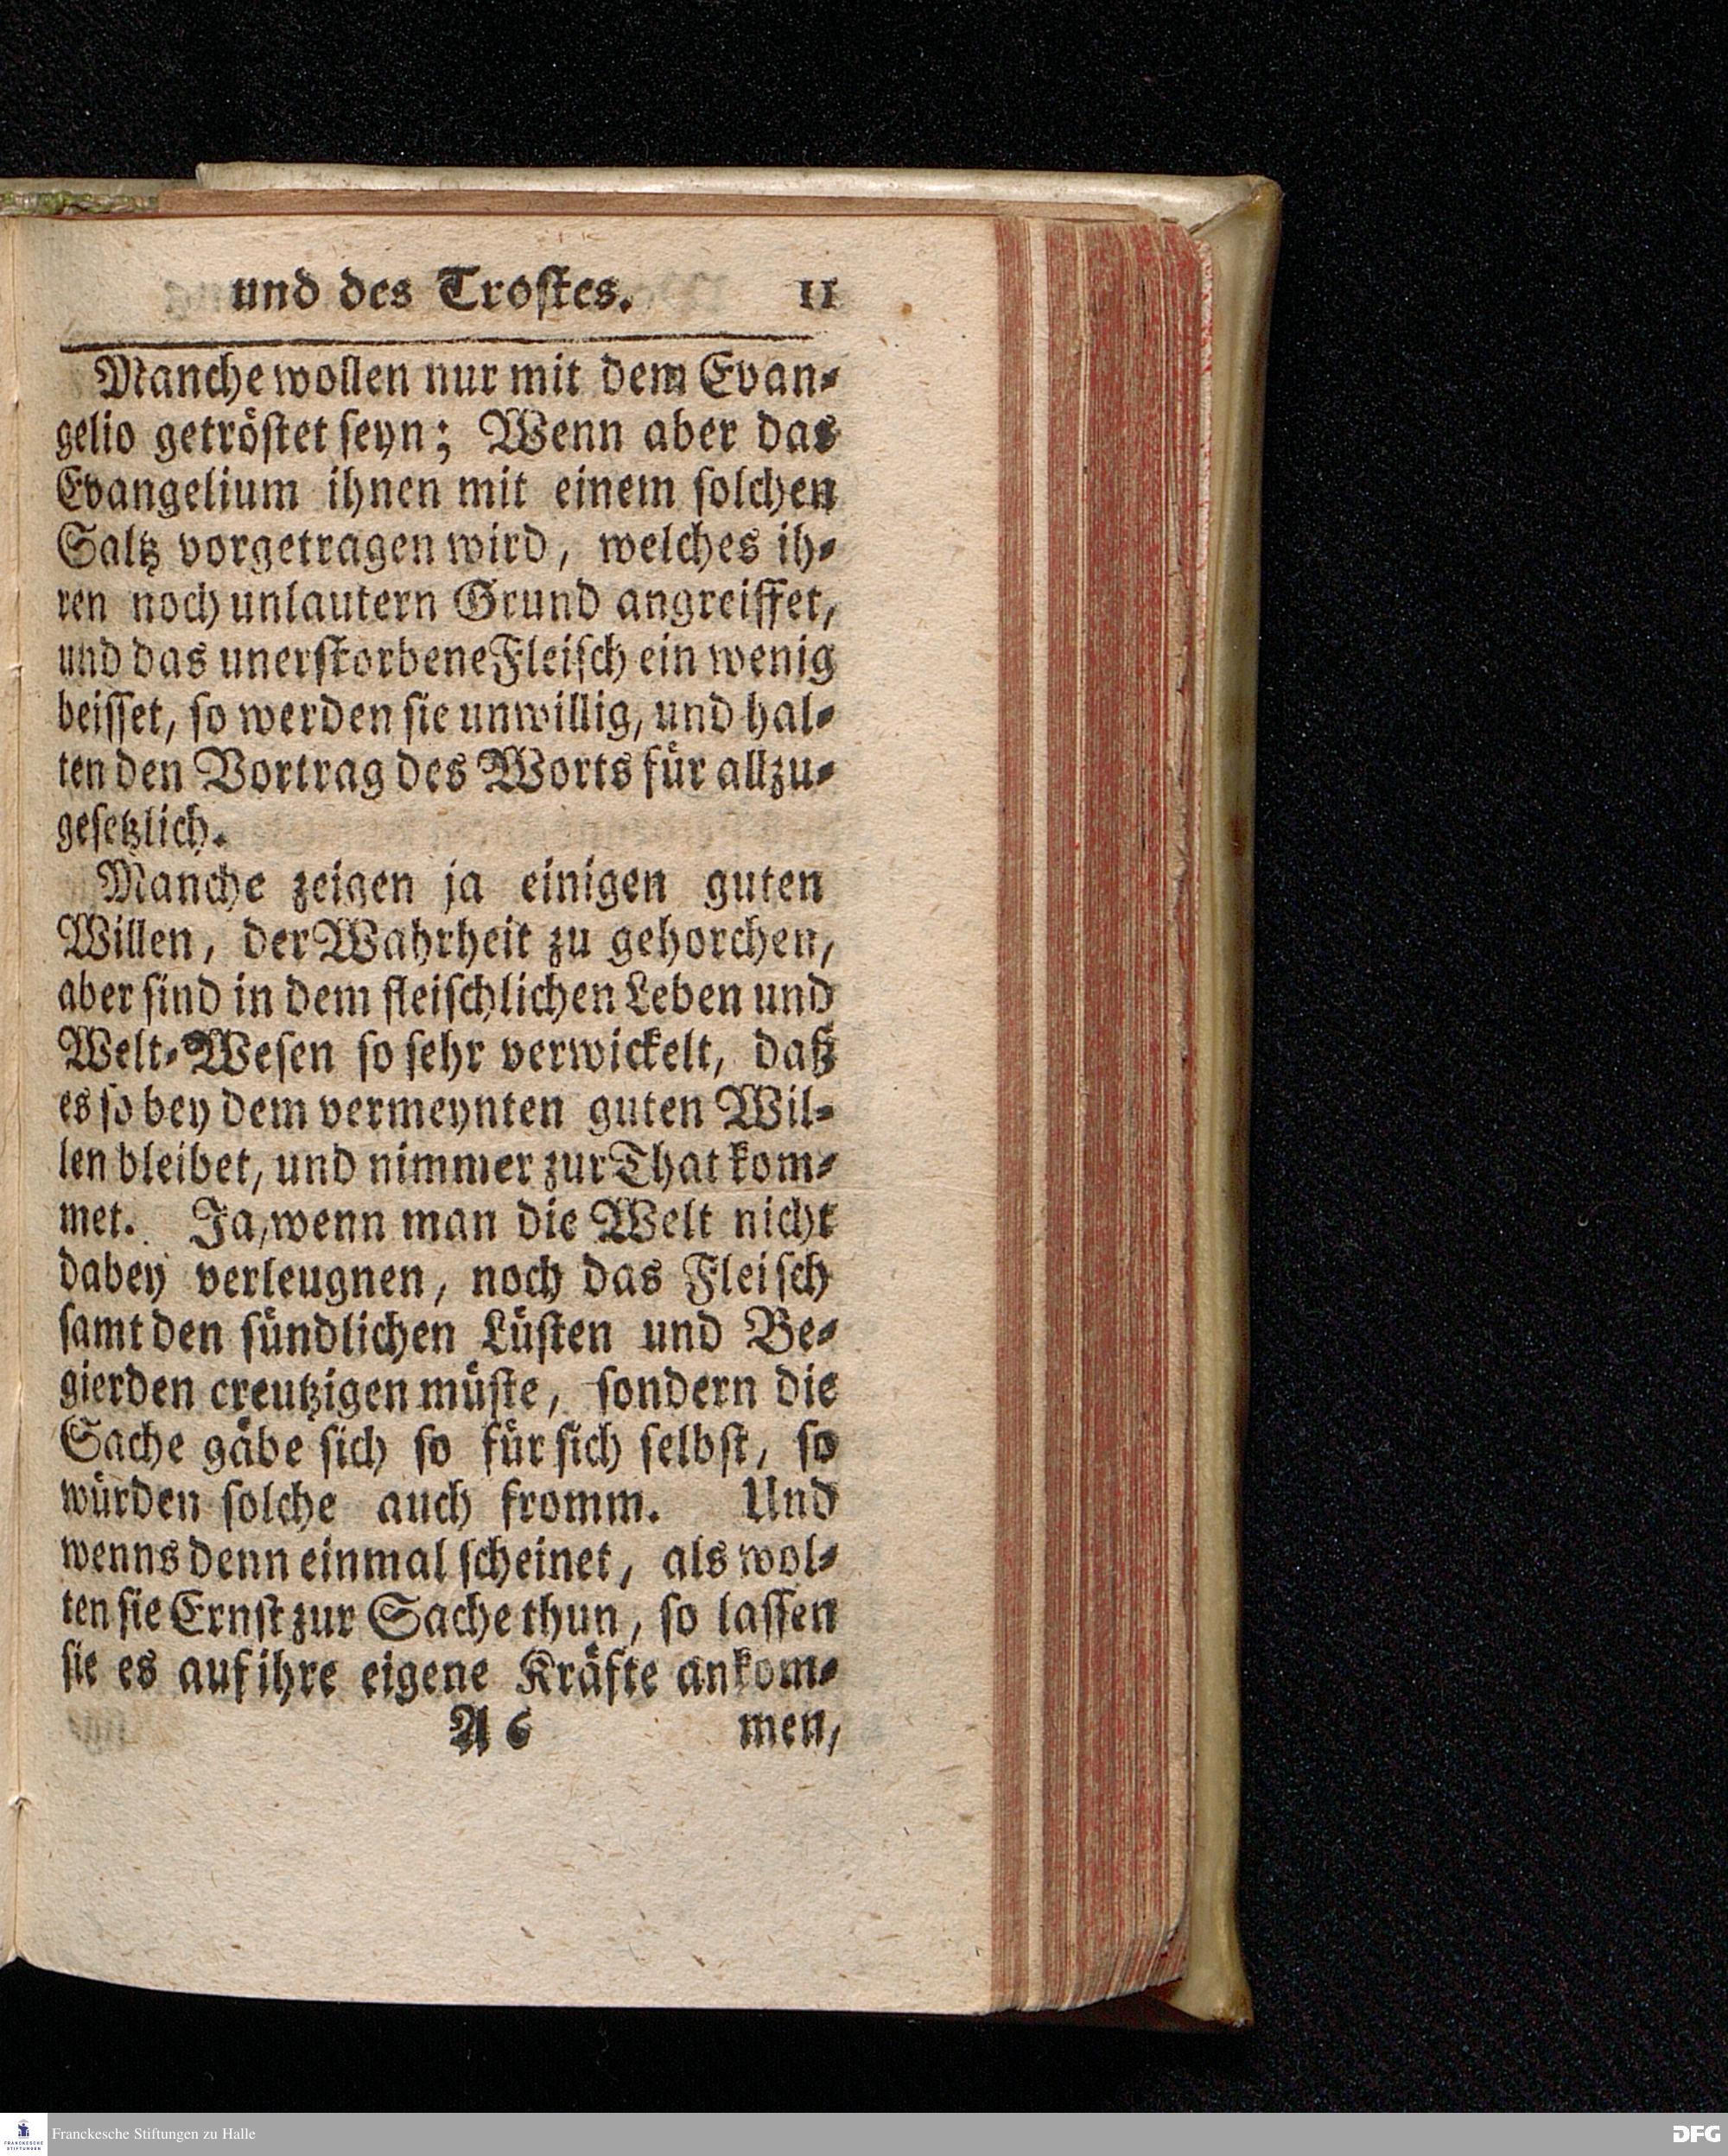 und des Trostes. 11
Manche wollen nur mit dem Evan-
gelio getröstet seyn; Wenn aber das
Evangelium ihnen mit einem solchen
Saltz vorgetragen wird, welches ih-
ren noch unlautern Grund angreiffet,
und das unerstorbene Fleisch ein wenig
beisset, so werden sie unwillig, und hal-
ten den Vortrag des Worts für allzu-
gesetzlich.
Manche zeigen ja einigen guten
Willen, der Wahrheit zu gehorchen,
aber sind in dem fleischlichen Leben und
Welt-Wesen so sehr verwickelt, daß
es so bey dem vermeynten guten Wil-
len bleibet, und nimmer zur That kom-
met. Ja, wenn man die Welt nicht
dabey verleugnen, noch das Fleisch
samt den sündlichen Lüsten und Be-
gierden creutzigen müste, sondern die
Sache gäbe sich so für sich selbst, so
würden solche auch fromm. Und
wenns denn einmal scheinet, als wol-
ten sie Ernst zur Sache thun, so lassen
sie es auf ihre eigene Kräfte ankom-
A 6 men,
Franckesche Stiftungen zu Halle
FRANCKESCHE
STIFTUNGEN
DFG